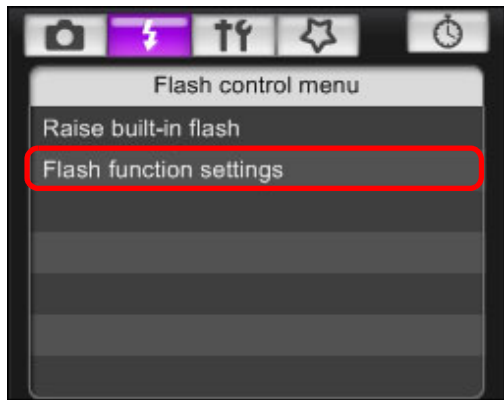 Flash control menu
Raise built-in flash
Flash function settings